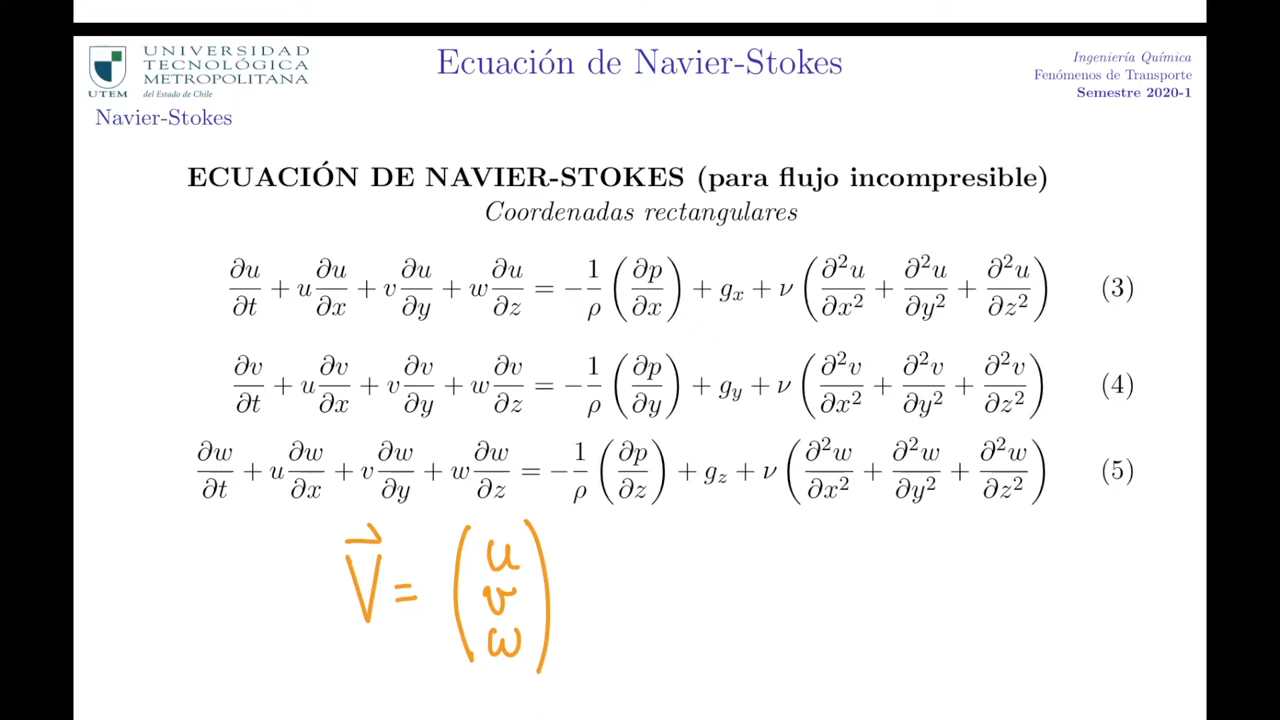 UNIVERSIDAD
TECNOLÓGICA
METROPOLITANA
del Estado de Chile
UTEM
Ecuación de Navier-Stokes
Ingeniería Química
Fenómenos de Transporte
Semestre 2020-1
Navier-Stokes
ECUACIÓN DE NAVIER-STOKES (para flujo incompresible)
Coordenadas rectangulares
∂u/∂t + u ∂u/∂x + v ∂u/∂y + w ∂u/∂z = −1/ρ (∂p/∂x) + gₓ + ν (∂²u/∂x² + ∂²u/∂y² + ∂²u/∂z²) (3)
∂v/∂t + u ∂v/∂x + v ∂v/∂y + w ∂v/∂z = −1/ρ (∂p/∂y) + g_y + ν (∂²v/∂x² + ∂²v/∂y² + ∂²v/∂z²) (4)
∂w/∂t + u ∂w/∂x + v ∂w/∂y + w ∂w/∂z = −1/ρ (∂p/∂z) + g_z + ν (∂²w/∂x² + ∂²w/∂y² + ∂²w/∂z²) (5)
V⃗ = (u v w)